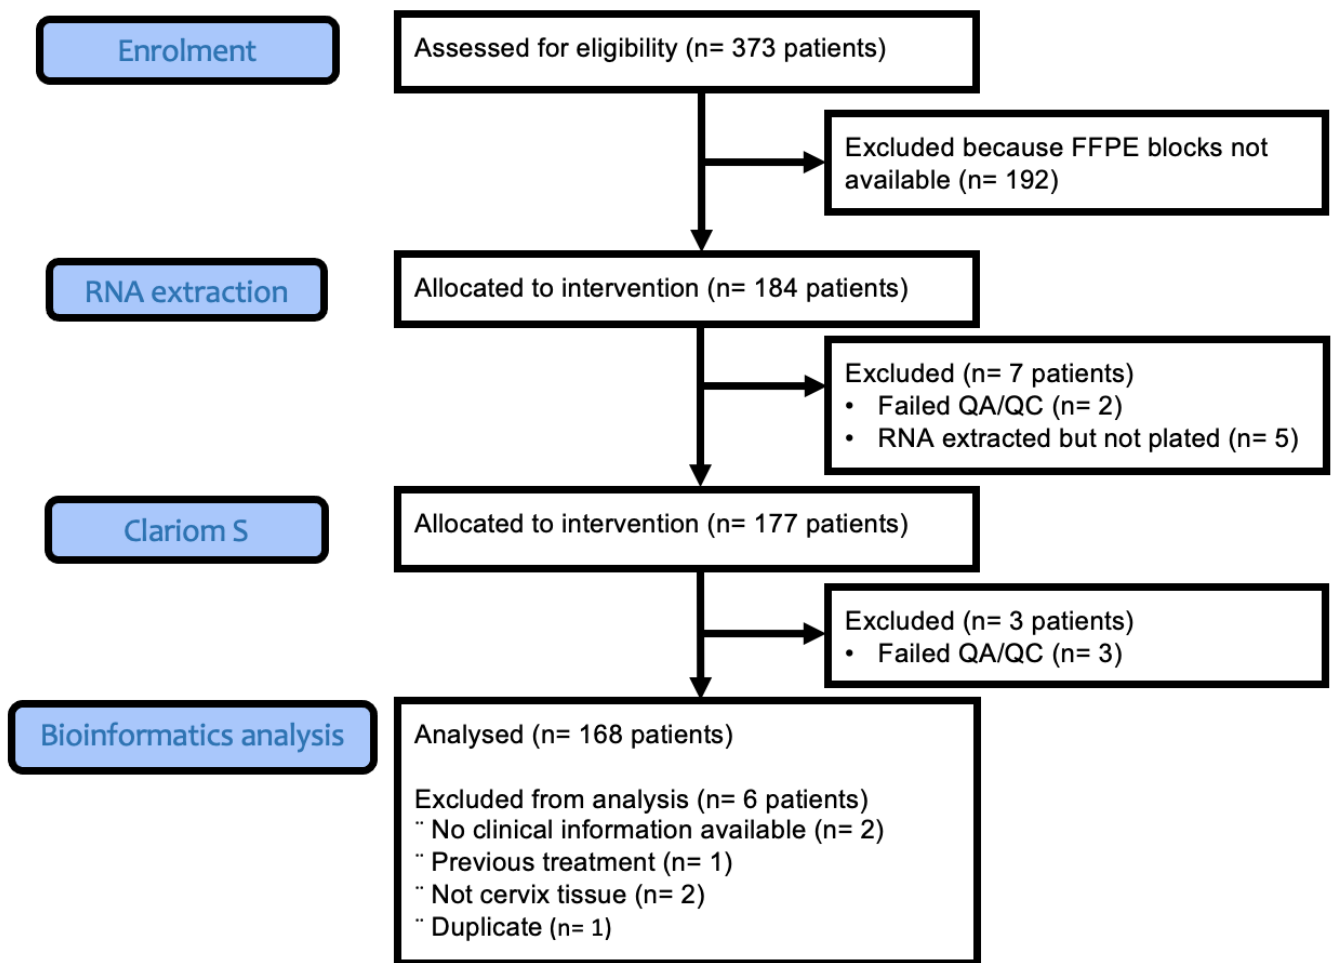 Enrolment
Assessed for eligibility (n= 373 patients)
Excluded because FFPE blocks not
available (n= 192)
RNA extraction
Allocated to intervention (n= 184 patients)
Excluded (n= 7 patients)
• Failed QA/QC (n= 2)
• RNA extracted but not plated (n= 5)
Clariom S
Allocated to intervention (n= 177 patients)
Excluded (n= 3 patients)
• Failed QA/QC (n= 3)
Bioinformatics analysis
Analysed (n= 168 patients)
Excluded from analysis (n= 6 patients)
¨ No clinical information available (n= 2)
¨ Previous treatment (n= 1)
¨ Not cervix tissue (n= 2)
¨ Duplicate (n= 1)